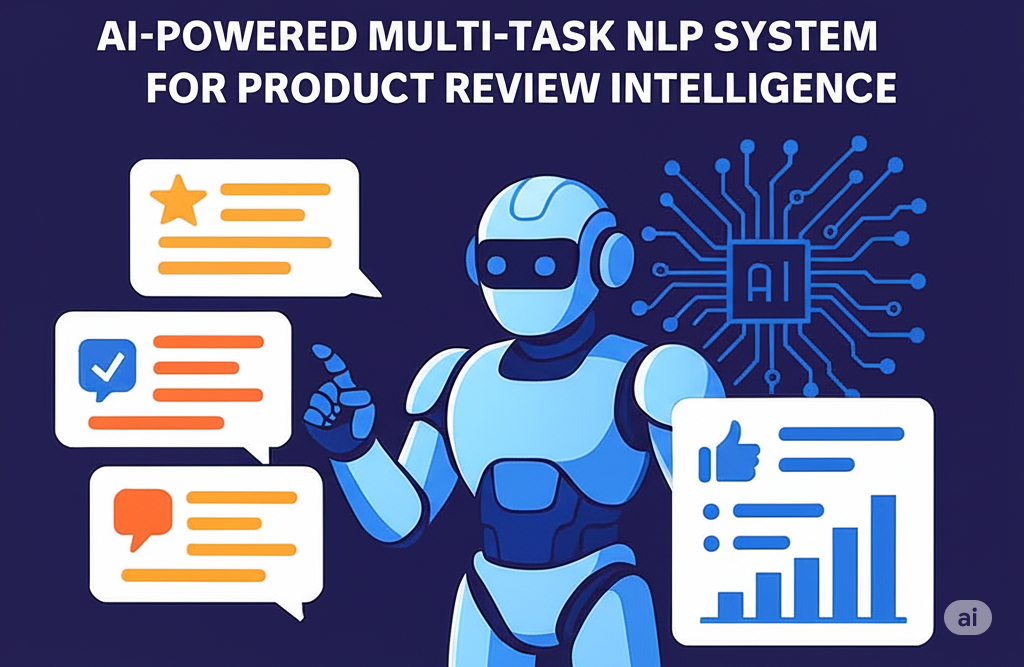 AI-POWERED MULTI-TASK NLP SYSTEM
FOR PRODUCT REVIEW INTELLIGENCE
AI
ai